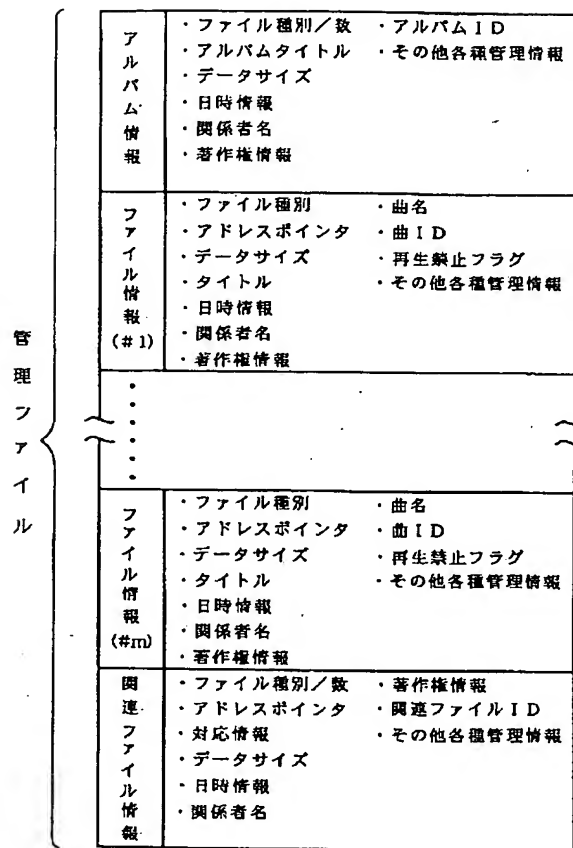 管理ファイル
アルバム情報
・ファイル種別/数 ・アルバムID
・アルバムタイトル ・その他各種管理情報
・データサイズ
・日時情報
・関係者名
・著作権情報
ファイル情報(#1)
・ファイル種別 ・曲名
・アドレスポインタ ・曲ID
・データサイズ ・再生禁止フラグ
・タイトル ・その他各種管理情報
・日時情報
・関係者名
・著作権情報
ファイル情報(#m)
・ファイル種別 ・曲名
・アドレスポインタ ・曲ID
・データサイズ ・再生禁止フラグ
・タイトル ・その他各種管理情報
・日時情報
・関係者名
・著作権情報
関連ファイル情報
・ファイル種別/数 ・著作権情報
・アドレスポインタ ・関連ファイルID
・対応情報 ・その他各種管理情報
・データサイズ
・日時情報
・関係者名